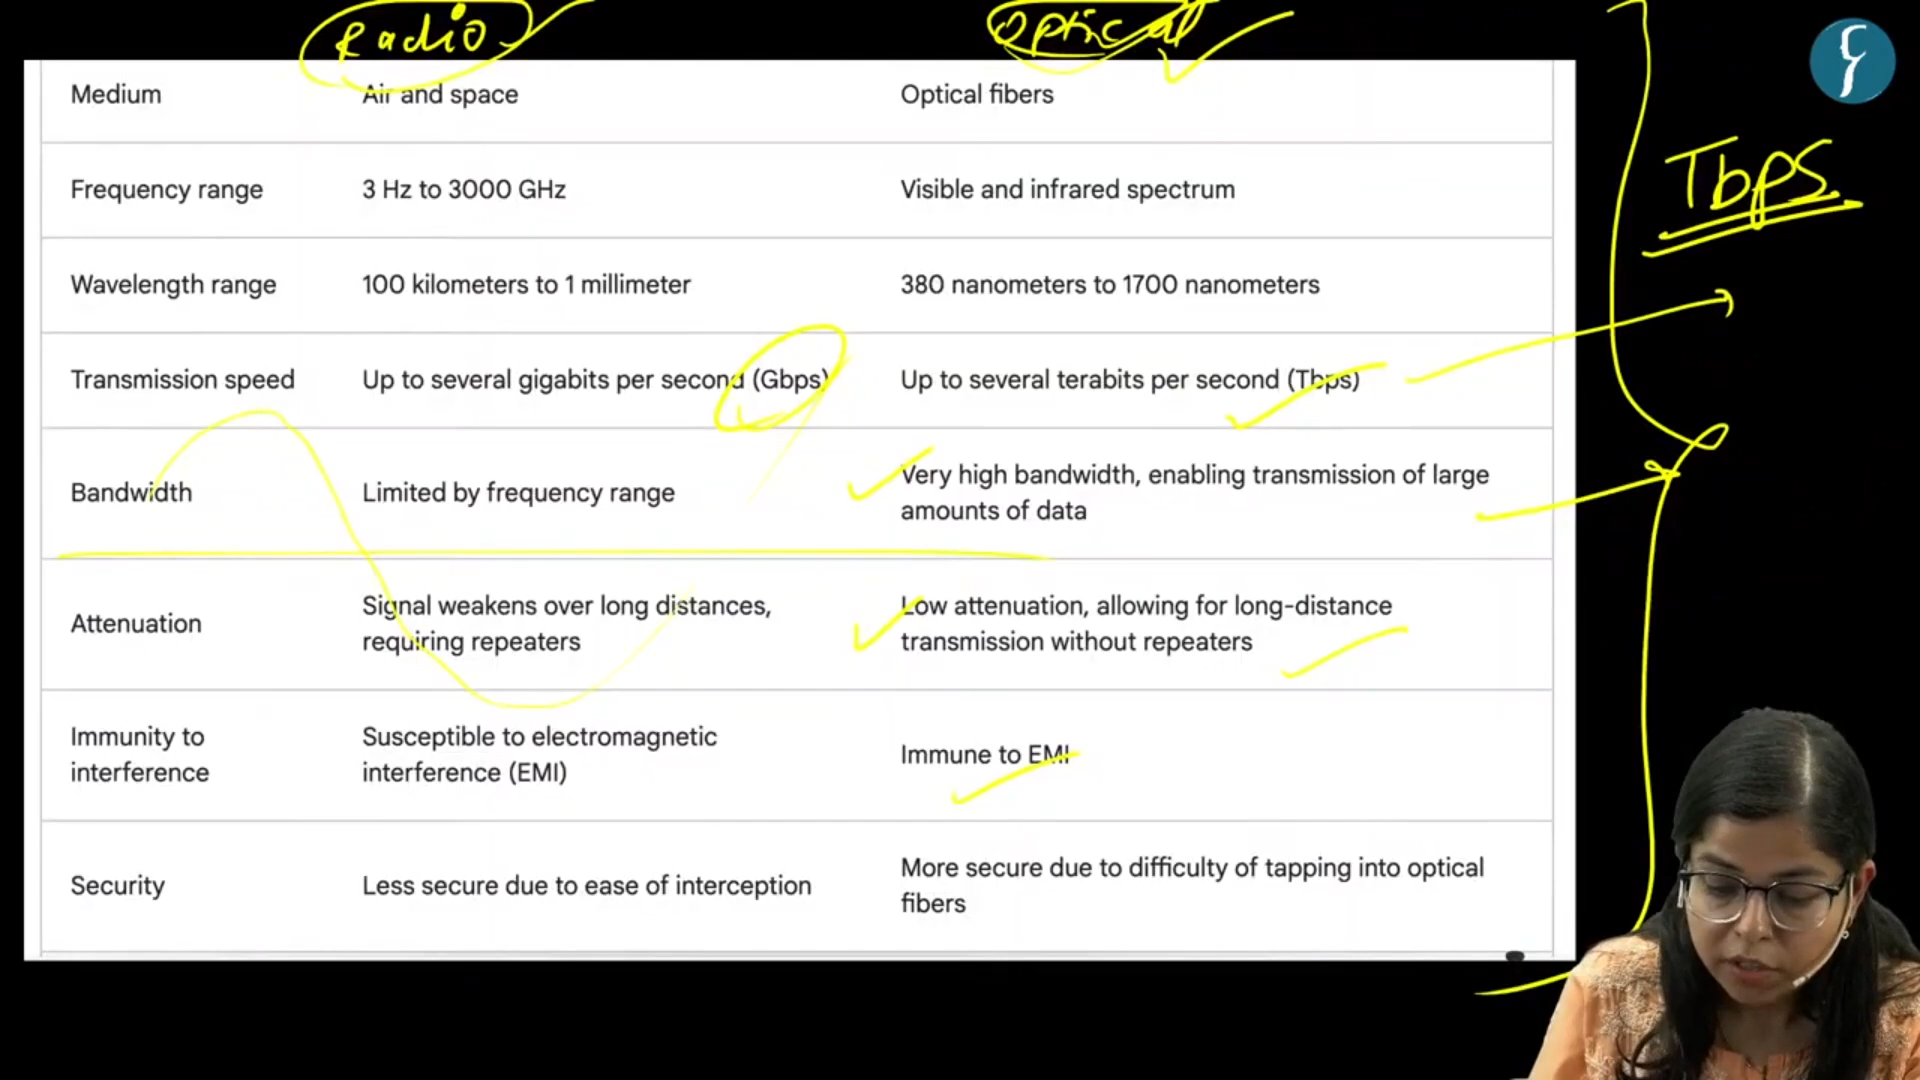 Radio Optical
Medium Air and space Optical fibers
Tbps
Frequency range 3 Hz to 3000 GHz Visible and infrared spectrum
Wavelength range 100 kilometers to 1 millimeter 380 nanometers to 1700 nanometers
Transmission speed Up to several gigabits per second (Gbps) Up to several terabits per second (Tbps)
Bandwidth Limited by frequency range Very high bandwidth, enabling transmission of large
amounts of data
Attenuation Signal weakens over long distances, Low attenuation, allowing for long-distance
requiring repeaters transmission without repeaters
Immunity to Susceptible to electromagnetic Immune to EMI
interference interference (EMI)
Security Less secure due to ease of interception More secure due to difficulty of tapping into optical
fibers